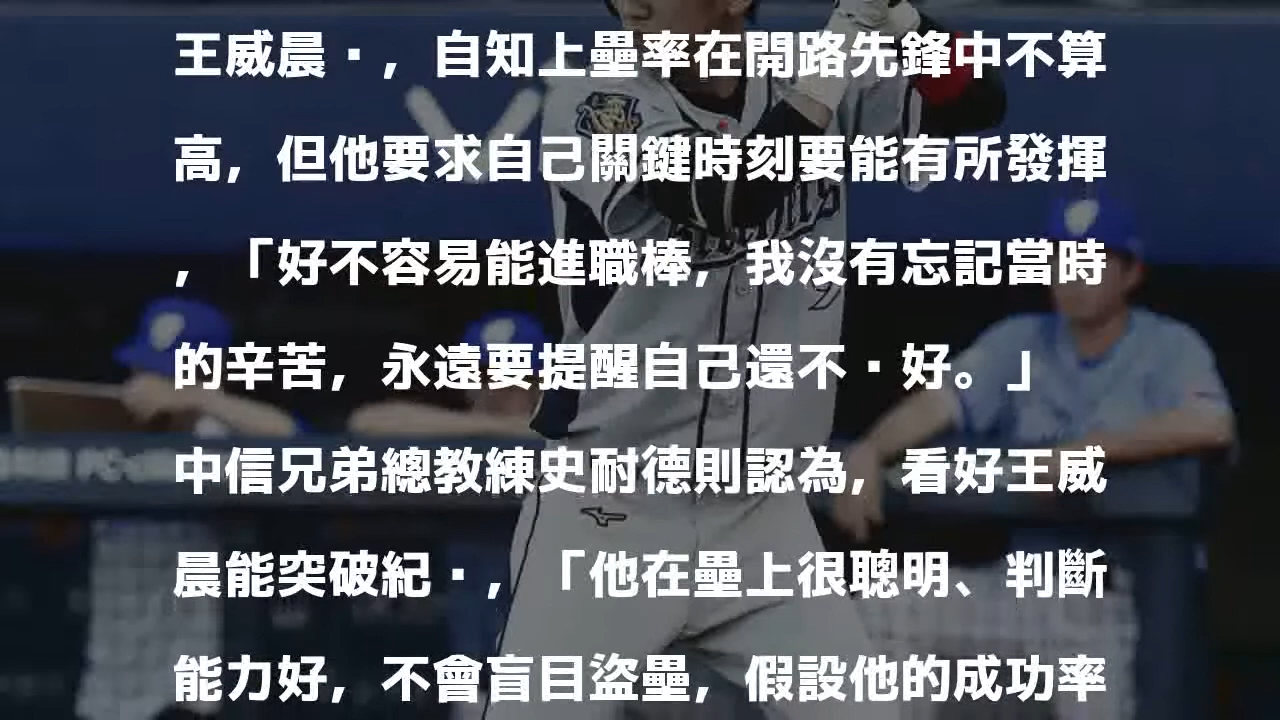 王威晨·，自知上壘率在開路先鋒中不算
高，但他要求自己關鍵時刻要能有所發揮
，「好不容易能進職棒，我沒有忘記當時
的辛苦，永遠要提醒自己還不·好。」
中信兄弟總教練史耐德則認為，看好王威
晨能突破紀·，「他在壘上很聰明、判斷
能力好，不會盲目盜壘，假設他的成功率